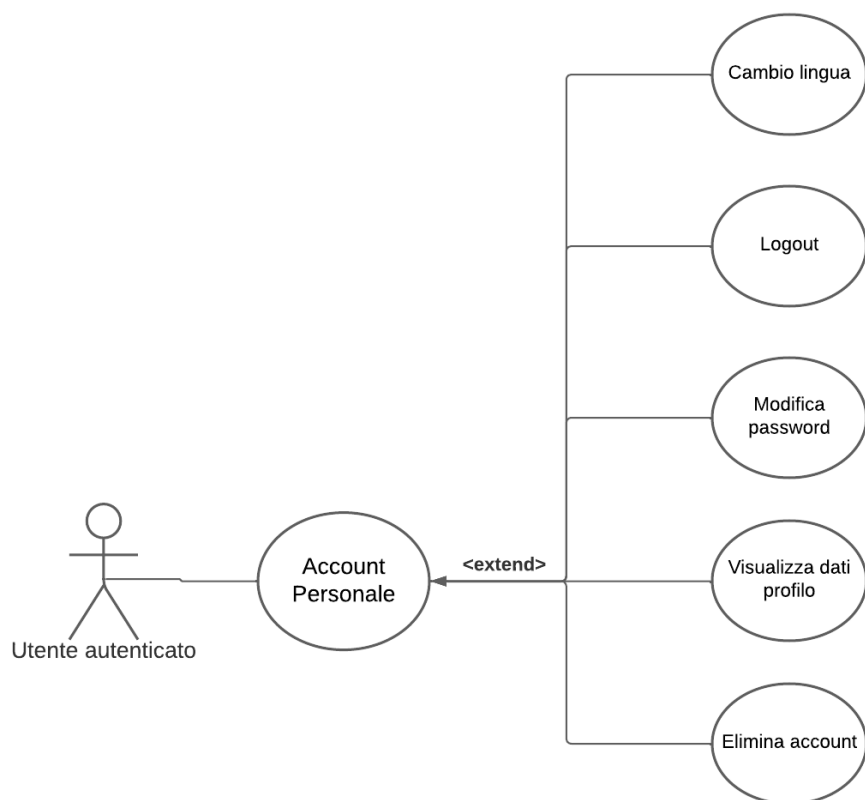 Cambio lingua
Logout
Modifica
password
<extend>
Account
Personale
Visualizza dati
profilo
Utente autenticato
Elimina account